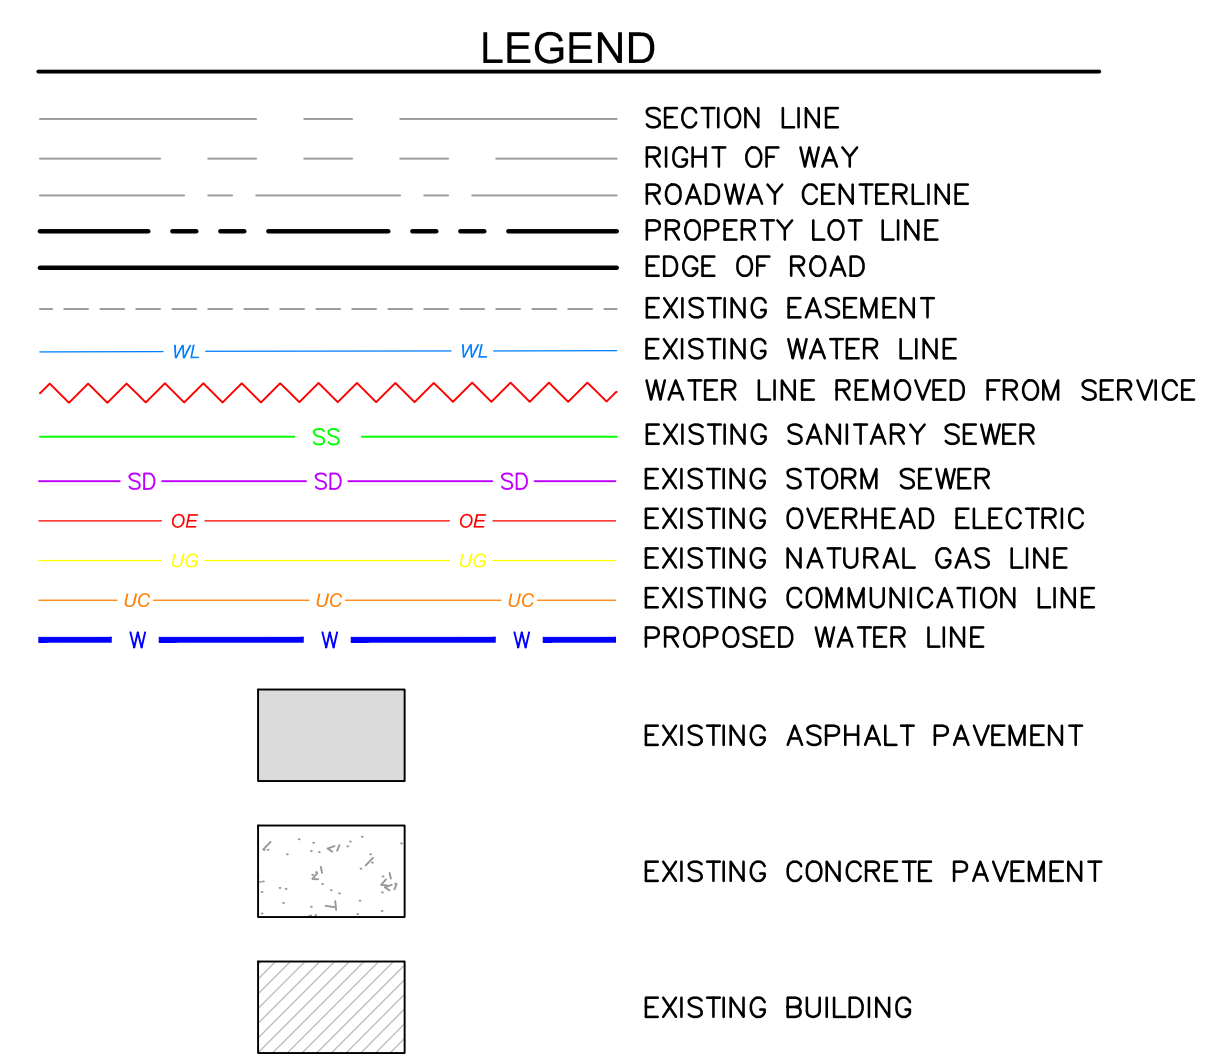 LEGEND
SECTION LINE
RIGHT OF WAY
ROADWAY CENTERLINE
PROPERTY LOT LINE
EDGE OF ROAD
EXISTING EASEMENT
WL WL EXISTING WATER LINE
WATER LINE REMOVED FROM SERVICE
SS EXISTING SANITARY SEWER
SD SD SD EXISTING STORM SEWER
OE OE EXISTING OVERHEAD ELECTRIC
UG UG EXISTING NATURAL GAS LINE
UC UC UC EXISTING COMMUNICATION LINE
W W W PROPOSED WATER LINE
EXISTING ASPHALT PAVEMENT
EXISTING CONCRETE PAVEMENT
EXISTING BUILDING